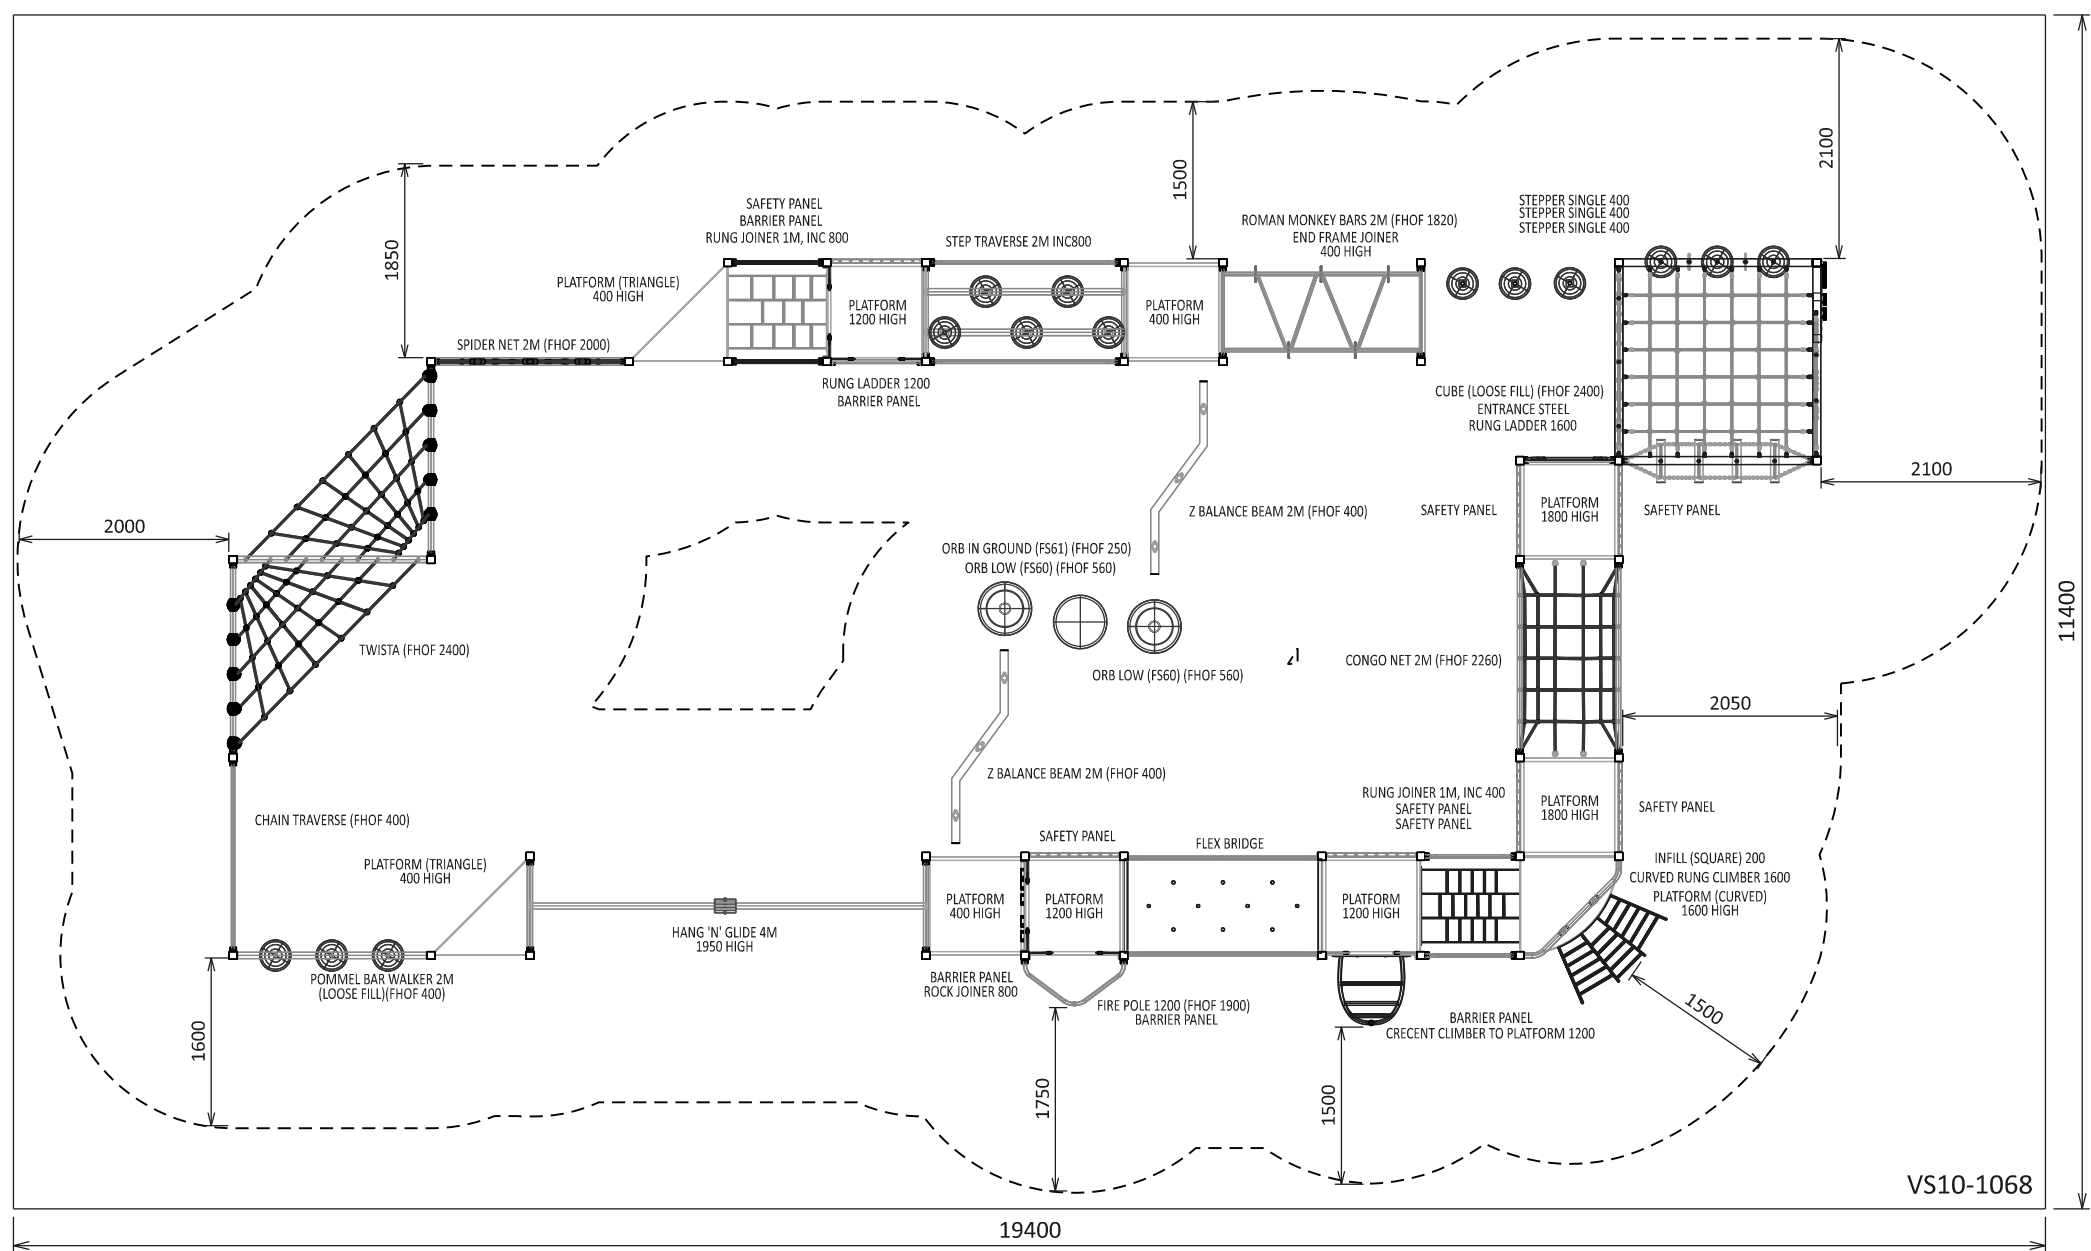 2100
1500
1850
SAFETY PANEL
BARRIER PANEL
RUNG JOINER 1M, INC 800
STEP TRAVERSE 2M INC800
ROMAN MONKEY BARS 2M (FHOF 1820)
END FRAME JOINER
400 HIGH
STEPPER SINGLE 400
STEPPER SINGLE 400
STEPPER SINGLE 400
PLATFORM (TRIANGLE)
400 HIGH
PLATFORM
1200 HIGH
PLATFORM
400 HIGH
SPIDER NET 2M (FHOF 2000)
RUNG LADDER 1200
BARRIER PANEL
CUBE (LOOSE FILL) (FHOF 2400)
ENTRANCE STEEL
RUNG LADDER 1600
2100
2000
Z BALANCE BEAM 2M (FHOF 400)
SAFETY PANEL
PLATFORM
1800 HIGH
SAFETY PANEL
ORB IN GROUND (FS61) (FHOF 250)
ORB LOW (FS60) (FHOF 560)
11400
TWISTA (FHOF 2400)
ORB LOW (FS60) (FHOF 560)
CONGO NET 2M (FHOF 2260)
2050
Z BALANCE BEAM 2M (FHOF 400)
RUNG JOINER 1M, INC 400
SAFETY PANEL
SAFETY PANEL
PLATFORM
1800 HIGH
SAFETY PANEL
CHAIN TRAVERSE (FHOF 400)
PLATFORM (TRIANGLE)
400 HIGH
SAFETY PANEL
FLEX BRIDGE
INFILL (SQUARE) 200
CURVED RUNG CLIMBER 1600
PLATFORM (CURVED)
1600 HIGH
PLATFORM
400 HIGH
PLATFORM
1200 HIGH
PLATFORM
1200 HIGH
HANG 'N' GLIDE 4M
1950 HIGH
POMMEL BAR WALKER 2M
(LOOSE FILL)(FHOF 400)
BARRIER PANEL
ROCK JOINER 800
FIRE POLE 1200 (FHOF 1900)
BARRIER PANEL
BARRIER PANEL
CRECENT CLIMBER TO PLATFORM 1200
1500
1600
1750
1500
VS10-1068
19400